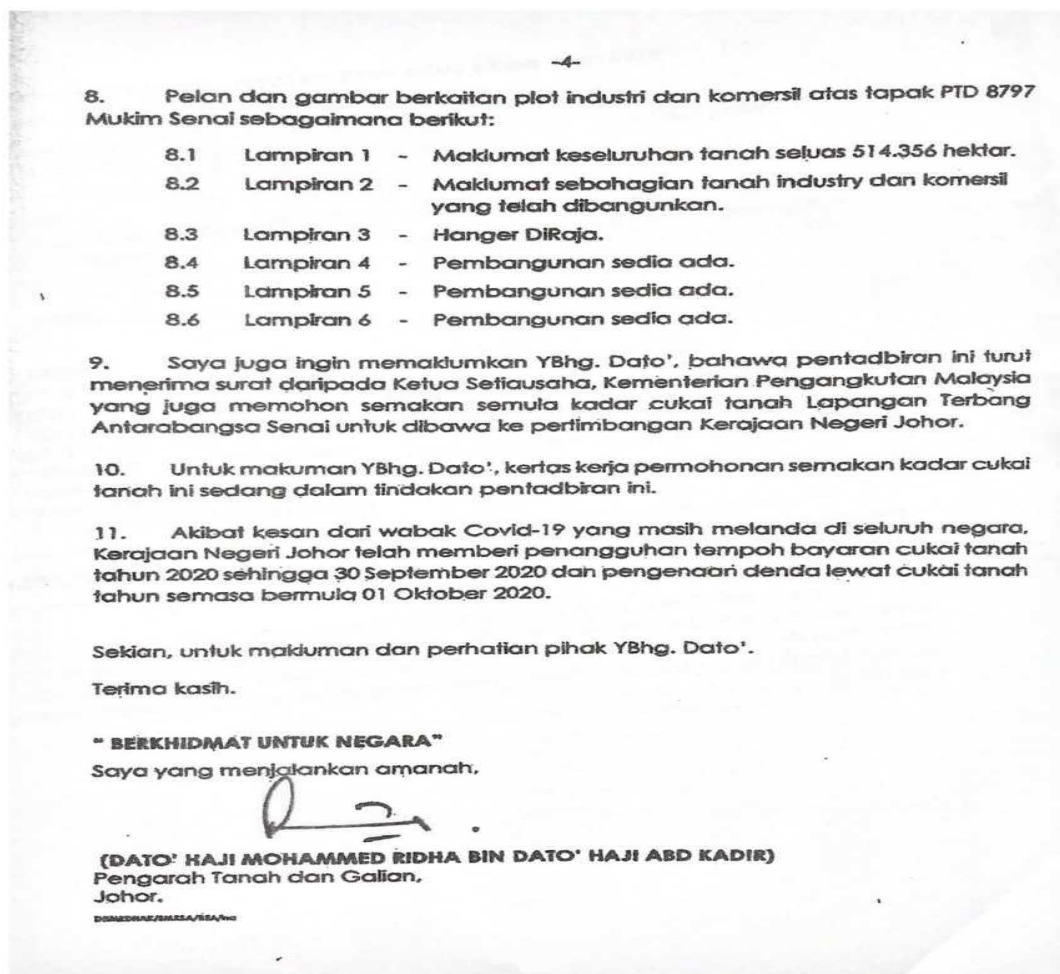 -4-
8. Pelan dan gambar berkaitan plot industri dan komersil atas tapak PTD 8797
Mukim Senai sebagaimana berikut:
8.1 Lampiran 1 - Maklumat keseluruhan tanah seluas 514.356 hektar.
8.2 Lampiran 2 - Maklumat sebahagian tanah industry dan komersil
yang telah dibangunkan.
8.3 Lampiran 3 - Hanger DiRaja.
8.4 Lampiran 4 - Pembangunan sedia ada.
8.5 Lampiran 5 - Pembangunan sedia ada.
8.6 Lampiran 6 - Pembangunan sedia ada.
9. Saya juga ingin memaklumkan YBhg. Dato', bahawa pentadbiran ini turut
menerima surat daripada Ketua Setiausaha, Kementerian Pengangkutan Malaysia
yang juga memohon semakan semula kadar cukai tanah Lapangan Terbang
Antarabangsa Senai untuk dibawa ke pertimbangan Kerajaan Negeri Johor.
10. Untuk makuman YBhg. Dato', kertas kerja permohonan semakan kadar cukai
tanah ini sedang dalam tindakan pentadbiran ini.
11. Akibat kesan dari wabak Covid-19 yang masih melanda di seluruh negara,
Kerajaan Negeri Johor telah memberi penangguhan tempoh bayaran cukai tanah
tahun 2020 sehingga 30 September 2020 dan pengenaan denda lewat cukai tanah
tahun semasa bermula 01 Oktober 2020.
Sekian, untuk makluman dan perhatian pihak YBhg. Dato'.
Terima kasih.
" BERKHIDMAT UNTUK NEGARA"
Saya yang menjalankan amanah,
(DATO' HAJI MOHAMMED RIDHA BIN DATO' HAJI ABD KADIR)
Pengarah Tanah dan Galian,
Johor.